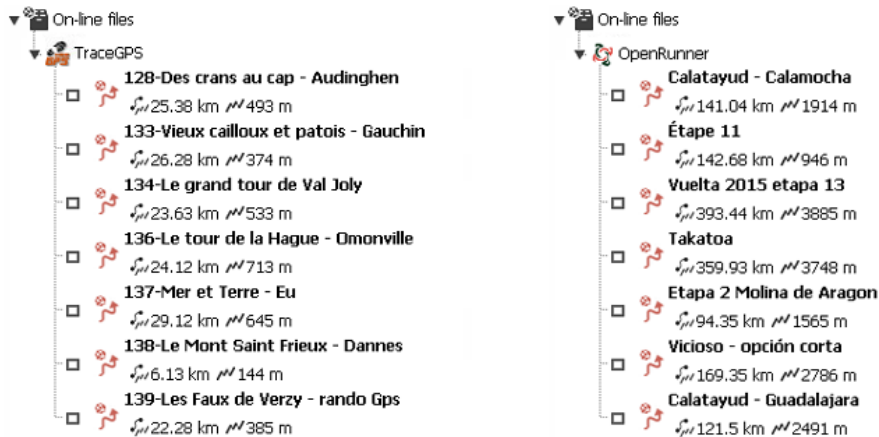 On-line files
TraceGPS
128-Des crans au cap - Audinghen
25.38 km 493 m
133-Vieux cailloux et patois - Gauchin
26.28 km 374 m
134-Le grand tour de Val Joly
23.63 km 533 m
136-Le tour de la Hague - Omonville
24.12 km 713 m
137-Mer et Terre - Eu
29.12 km 645 m
138-Le Mont Saint Frieux - Dannes
6.13 km 144 m
139-Les Faux de Verzy - rando Gps
22.28 km 385 m
On-line files
OpenRunner
Calatayud - Calamocha
141.04 km 1914 m
Étape 11
142.68 km 946 m
Vuelta 2015 etapa 13
393.44 km 3885 m
Takatoa
359.93 km 3748 m
Etapa 2 Molina de Aragon
94.35 km 1565 m
Vicioso - opción corta
169.35 km 2786 m
Calatayud - Guadalajara
121.5 km 2491 m